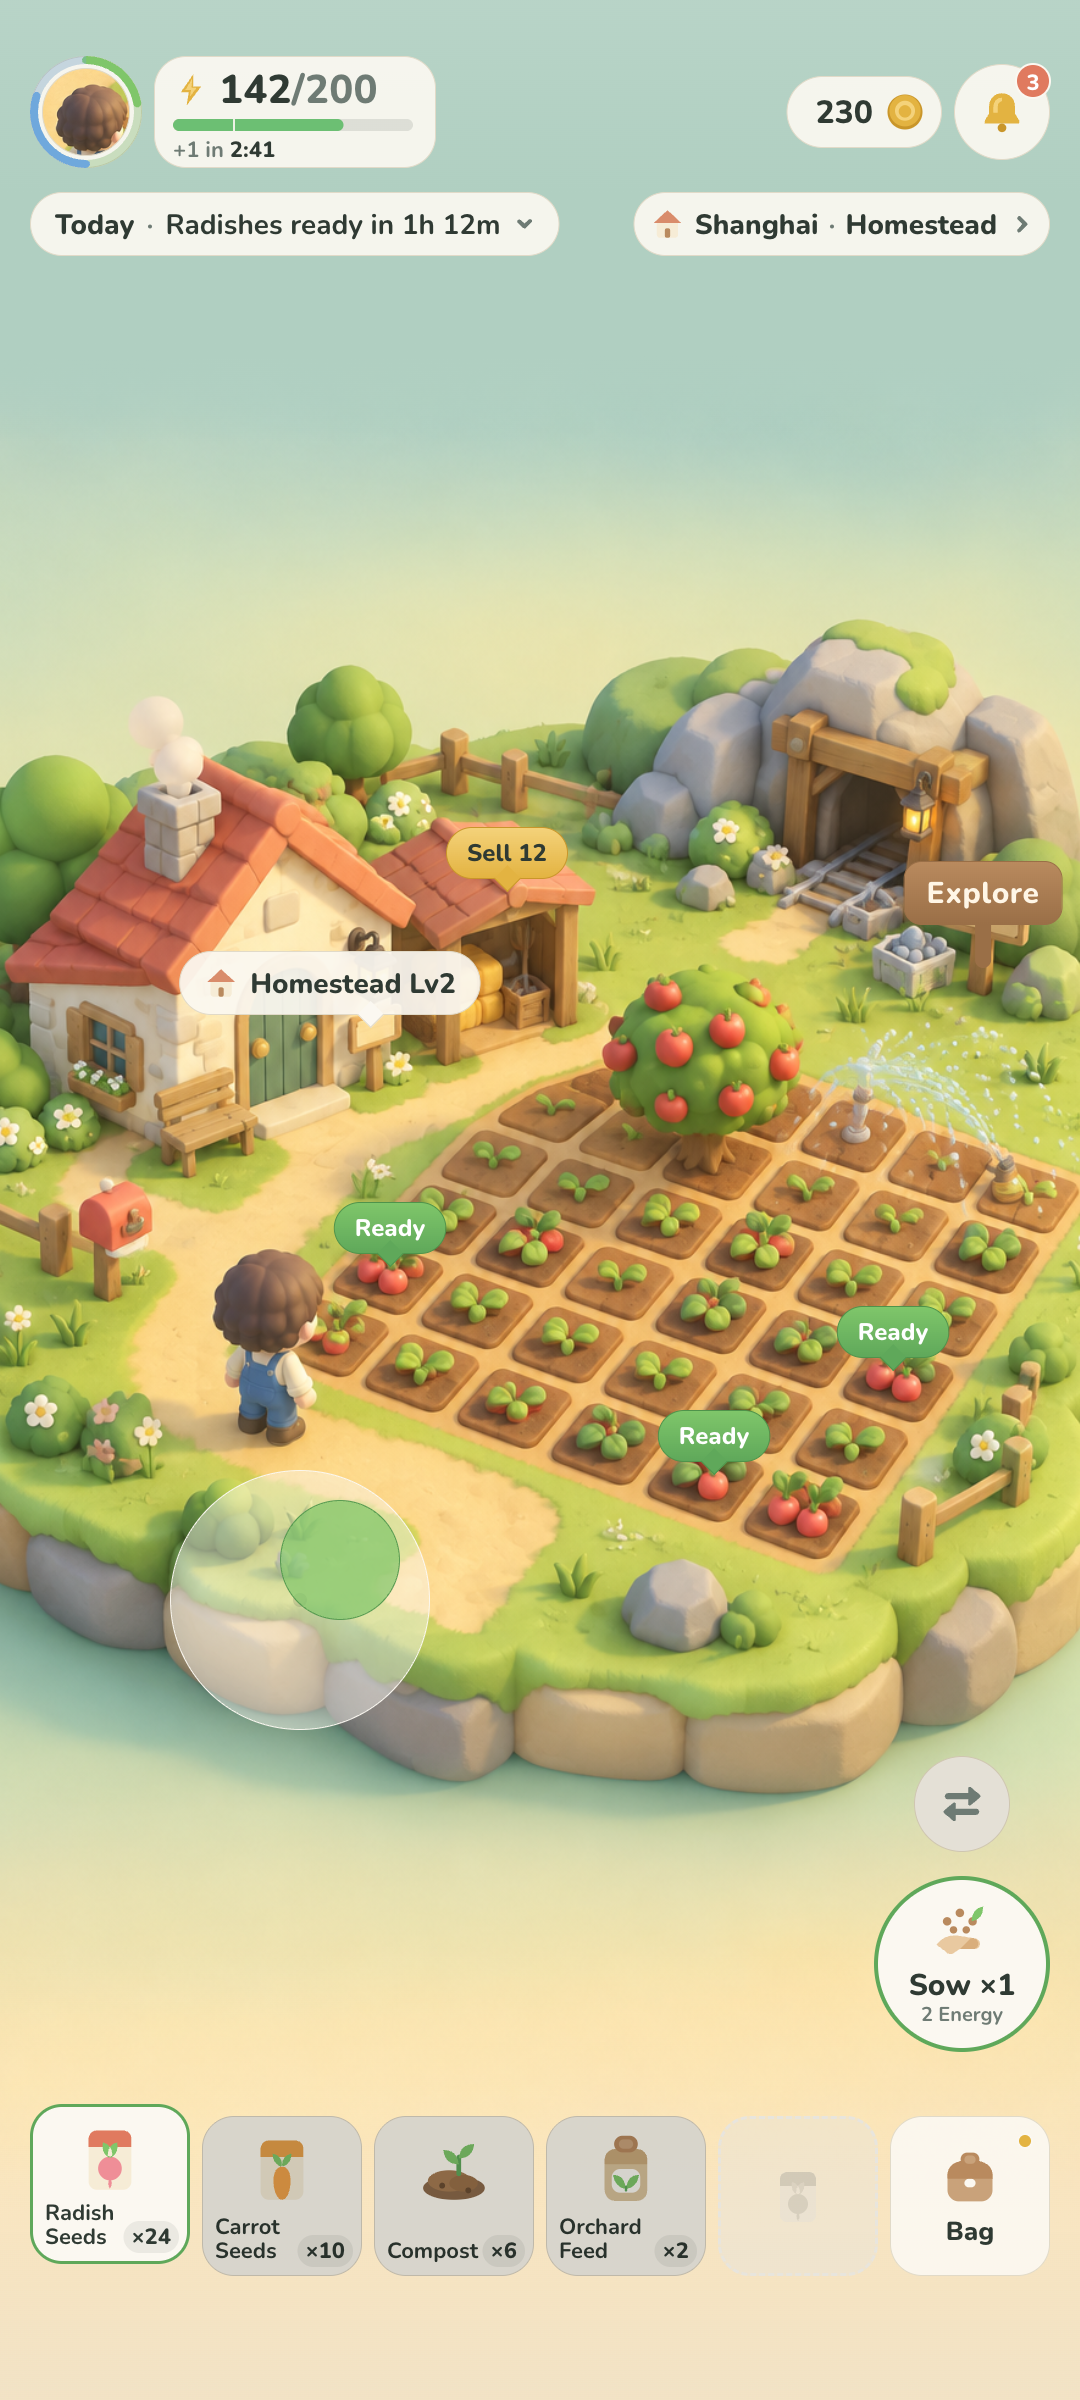 142/200
+1 in 2:41
230
3
Today · Radishes ready in 1h 12m
Shanghai · Homestead
Sell 12
Explore
Homestead Lv2
Ready
Ready
Ready
Sow ×1
2 Energy
Radish
Seeds ×24
Carrot
Seeds ×10
Compost ×6
Orchard
Feed ×2
Bag